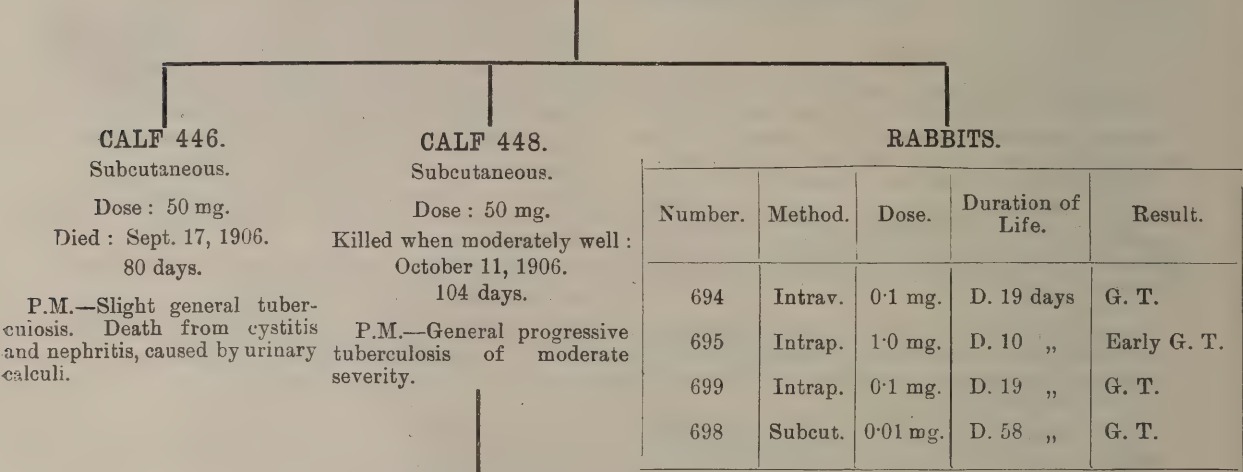 CALF 446.
Subcutaneous.
Dose : 50 mg.
Died : Sept. 17, 1906.
80 days.
P.M.—Slight general tuber-
cuiosis. Death from cystitis
and nephritis, caused by urinary
calculi.
CALF 448.
Subcutaneous.
Dose : 50 mg.
Killed when moderately well :
October 11, 1906.
104 days.
P.M.—General progressive
tuberculosis of moderate
severity.
RABBITS.
Number. Method. Dose. Duration of Life. Result.
694 Intrav. 0·1 mg. D. 19 days G. T.
695 Intrap. 1·0 mg. D. 10 ,, Early G. T.
699 Intrap. 0·1 mg. D. 19 ,, G. T.
698 Subcut. 0·01 mg. D. 58 ,, G. T.